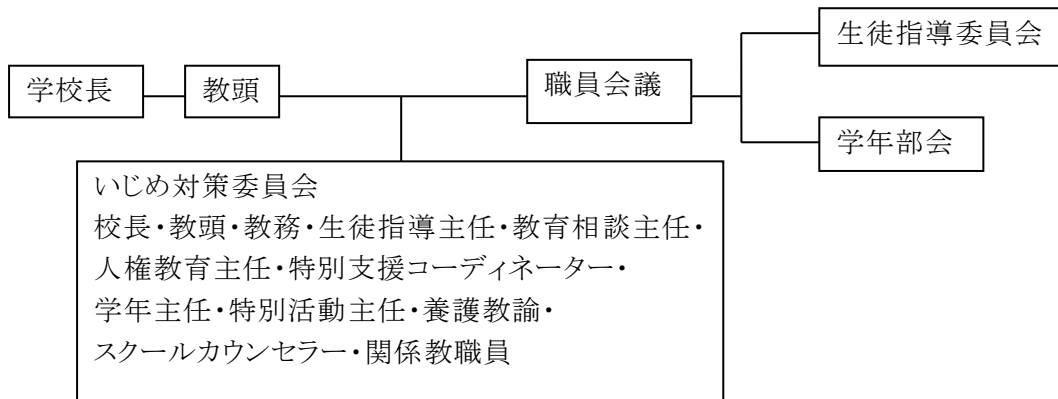 生徒指導委員会
学校長
教頭
職員会議
学年部会
いじめ対策委員会
校長・教頭・教務・生徒指導主任・教育相談主任・
人権教育主任・特別支援コーディネーター・
学年主任・特別活動主任・養護教諭・
スクールカウンセラー・関係教職員